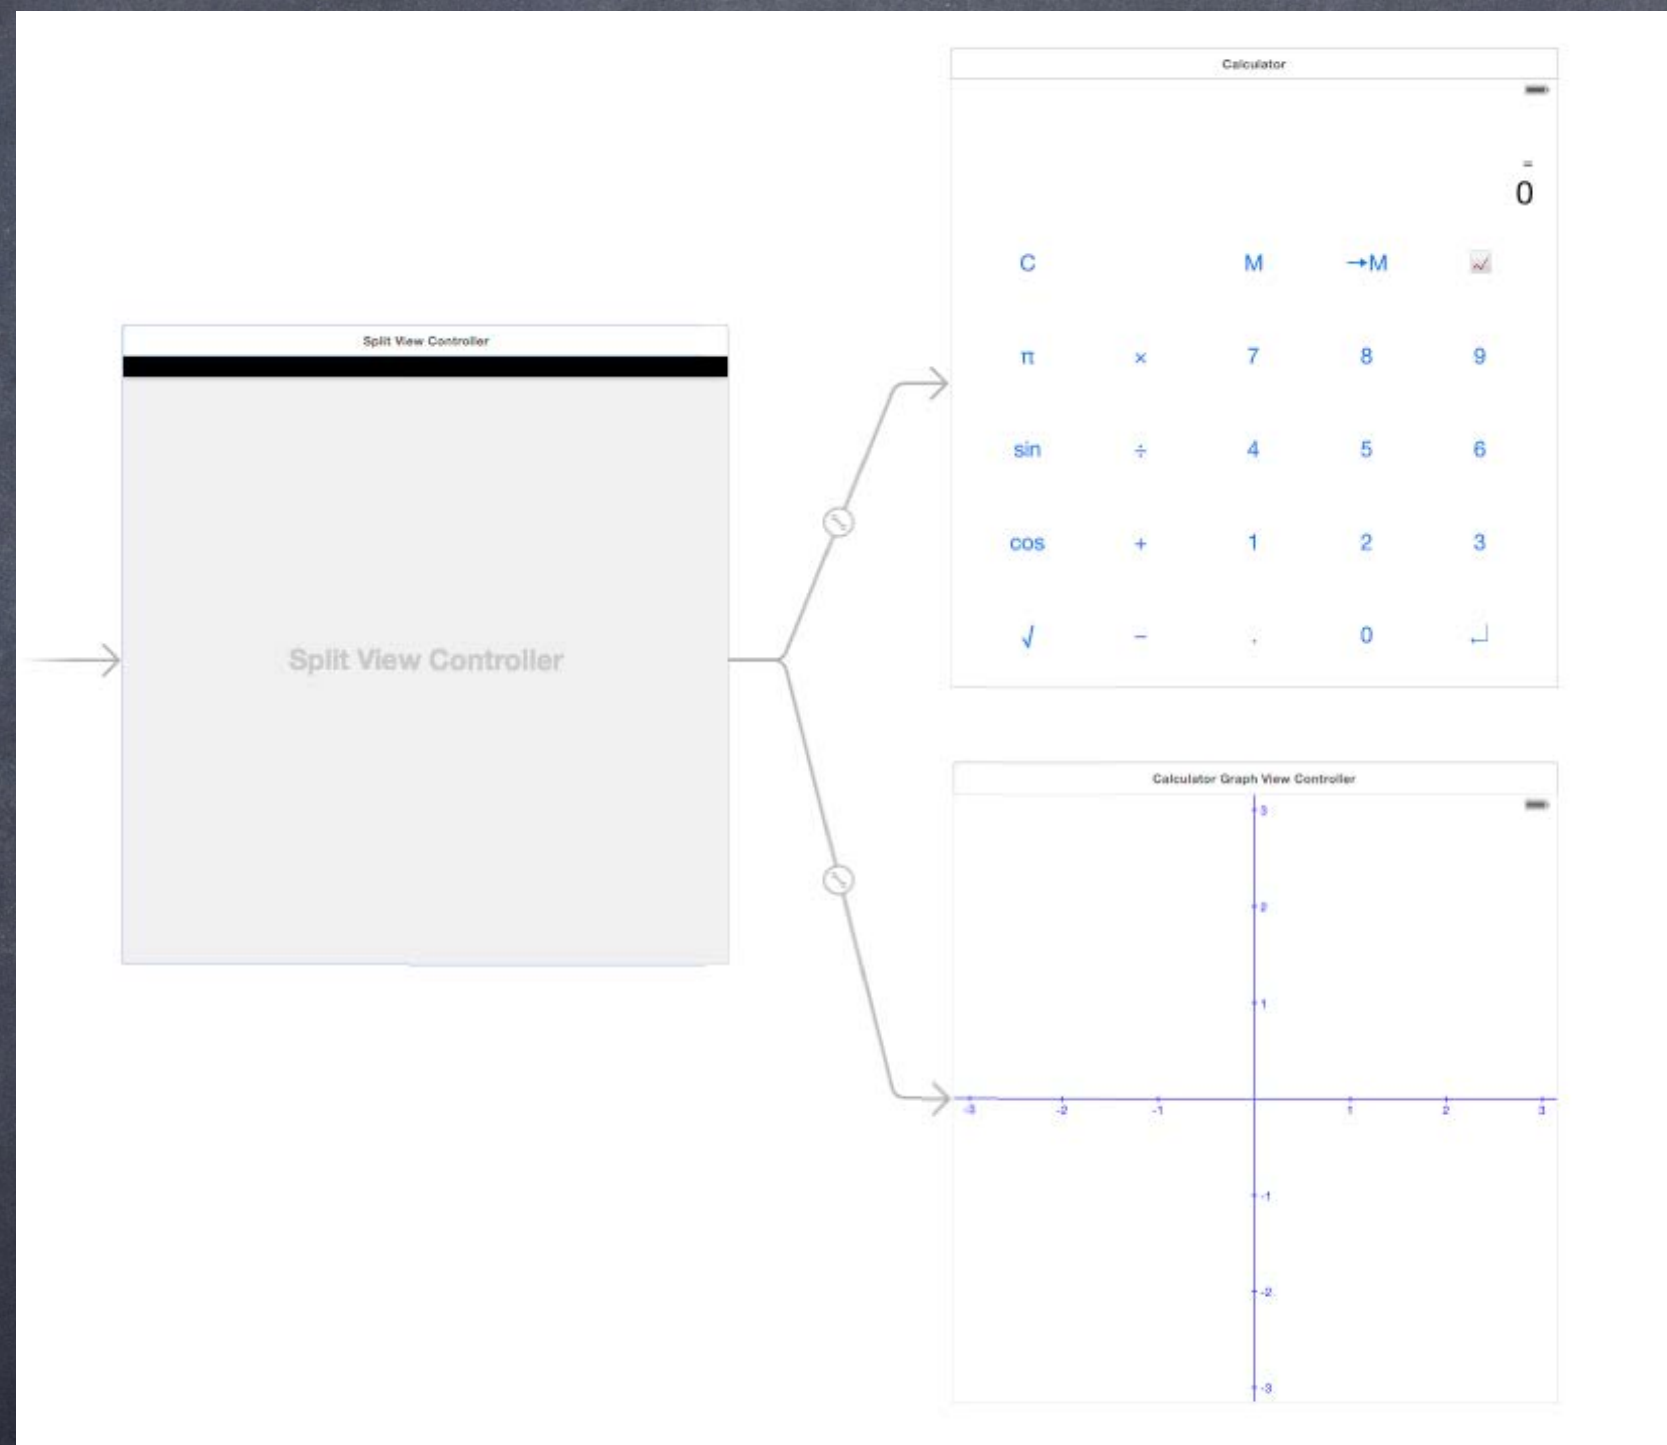 Split View Controller
Split View Controller
Calculator
=
0
C M →M
π × 7 8 9
sin ÷ 4 5 6
cos + 1 2 3
√ − . 0 ↵
Calculator Graph View Controller
3
2
1
-3 -2 -1 1 2 3
-1
-2
-3